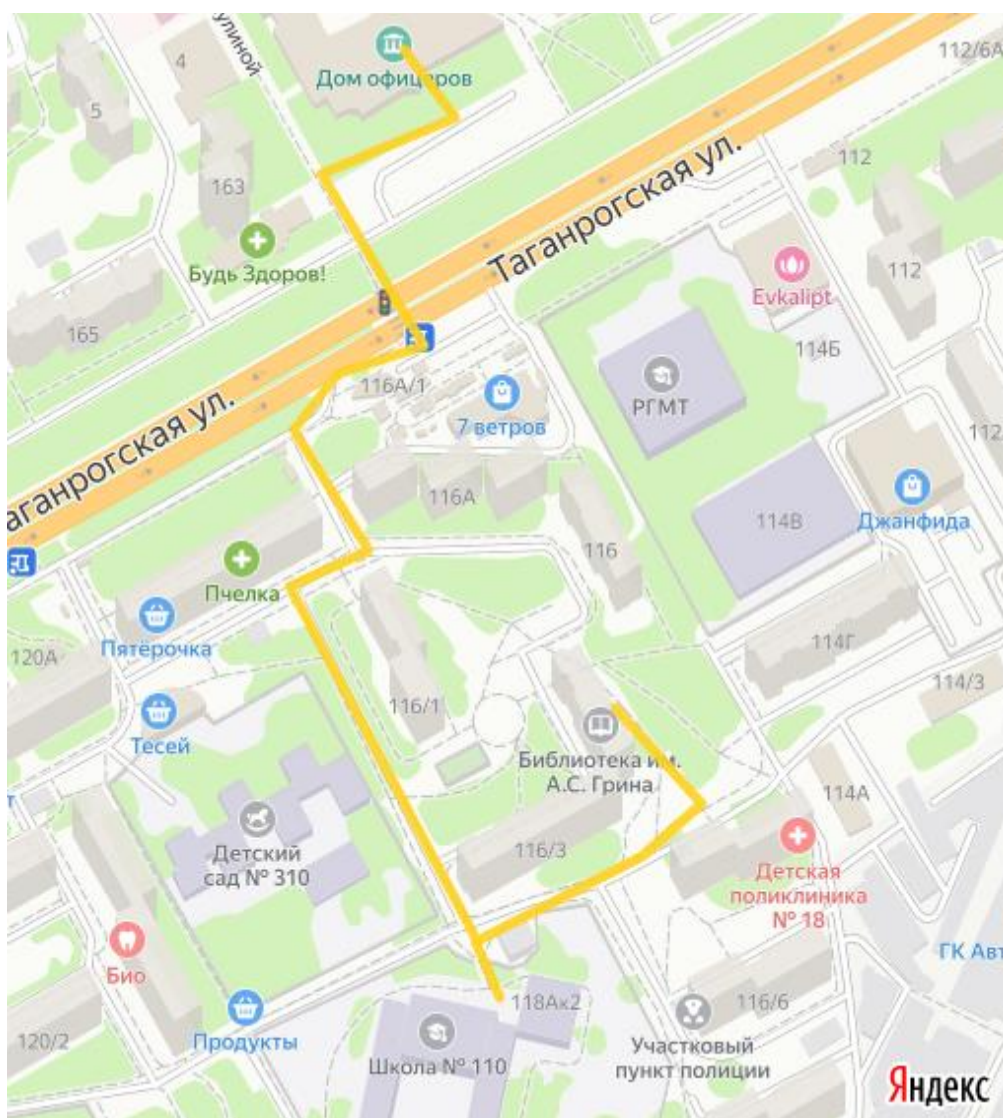 улиной
4
Дом офицеров
112/6А
5
163
112
Таганрогская ул.
Будь Здоров!
Evkalipt
112
165
114Б
116А/1
РГМТ
7 ветров
112
аганрогская ул.
116А
114В
Джанфида
116
Пчелка
Пятёрочка
120А
114Г
114/3
116/1
Тесей
Библиотека им.
А.С. Грина
т
114А
116/3
Детский
сад № 310
Детская
поликлиника
№ 18
ГК Авт
Био
118Ак2
116/6
120/2
Продукты
Школа № 110
Участковый
пункт полиции
Яндекс